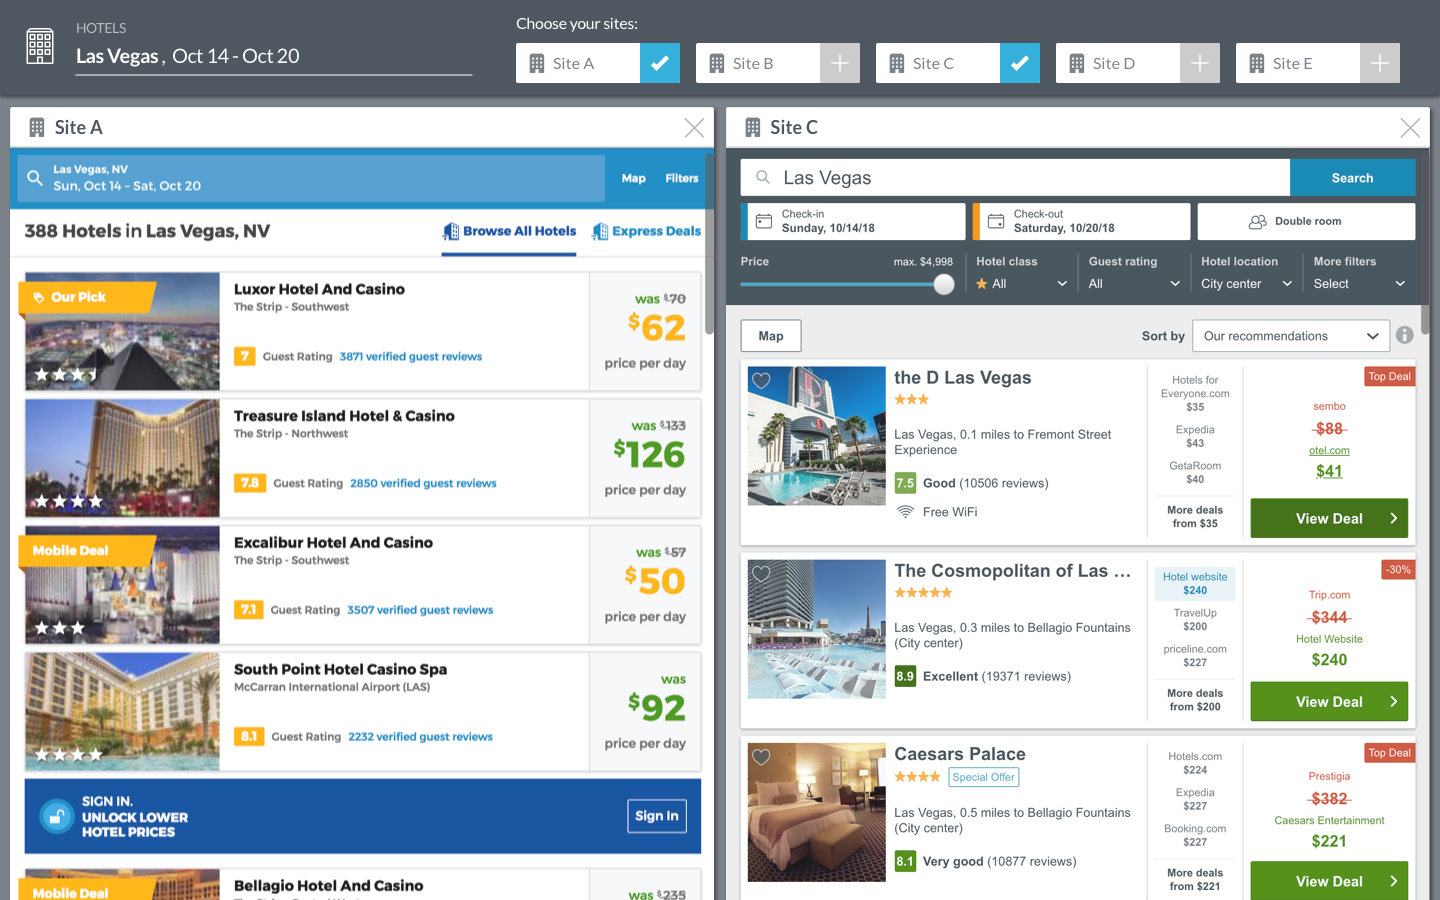 HOTELS
Las Vegas, Oct 14 - Oct 20
Choose your sites:
Site A
Site B
Site C
Site D
Site E
Site A
Las Vegas, NV
Sun, Oct 14 - Sat, Oct 20
Map
Filters
388 Hotels in Las Vegas, NV
Browse All Hotels
Express Deals
Our Pick
Luxor Hotel And Casino
The Strip - Southwest
7 Guest Rating 3871 verified guest reviews
was $70
$62
price per day
Treasure Island Hotel & Casino
The Strip - Northwest
7.8 Guest Rating 2850 verified guest reviews
was $133
$126
price per day
Mobile Deal
Excalibur Hotel And Casino
The Strip - Southwest
7.1 Guest Rating 3507 verified guest reviews
was $57
$50
price per day
South Point Hotel Casino Spa
McCarran International Airport (LAS)
8.1 Guest Rating 2232 verified guest reviews
was
$92
price per day
SIGN IN.
UNLOCK LOWER
HOTEL PRICES
Sign In
Mobile Deal
Bellagio Hotel And Casino
was $235
Site C
Las Vegas
Search
Check-in
Sunday, 10/14/18
Check-out
Saturday, 10/20/18
Double room
Price
max. $4,998
Hotel class
All
Guest rating
All
Hotel location
City center
More filters
Select
Map
Sort by
Our recommendations
the D Las Vegas
Las Vegas, 0.1 miles to Fremont Street
Experience
7.5 Good (10506 reviews)
Free WiFi
Hotels for
Everyone.com
$35
Expedia
$43
GetaRoom
$40
More deals
from $35
Top Deal
sembo
$88
otel.com
$41
View Deal
The Cosmopolitan of Las ...
Las Vegas, 0.3 miles to Bellagio Fountains
(City center)
8.9 Excellent (19371 reviews)
Hotel website
$240
TravelUp
$200
priceline.com
$227
More deals
from $200
-30%
Trip.com
$344
Hotel Website
$240
View Deal
Caesars Palace
Special Offer
Las Vegas, 0.5 miles to Bellagio Fountains
(City center)
8.1 Very good (10877 reviews)
Hotels.com
$224
Expedia
$227
Booking.com
$227
More deals
from $221
Top Deal
Prestigia
$382
Caesars Entertainment
$221
View Deal